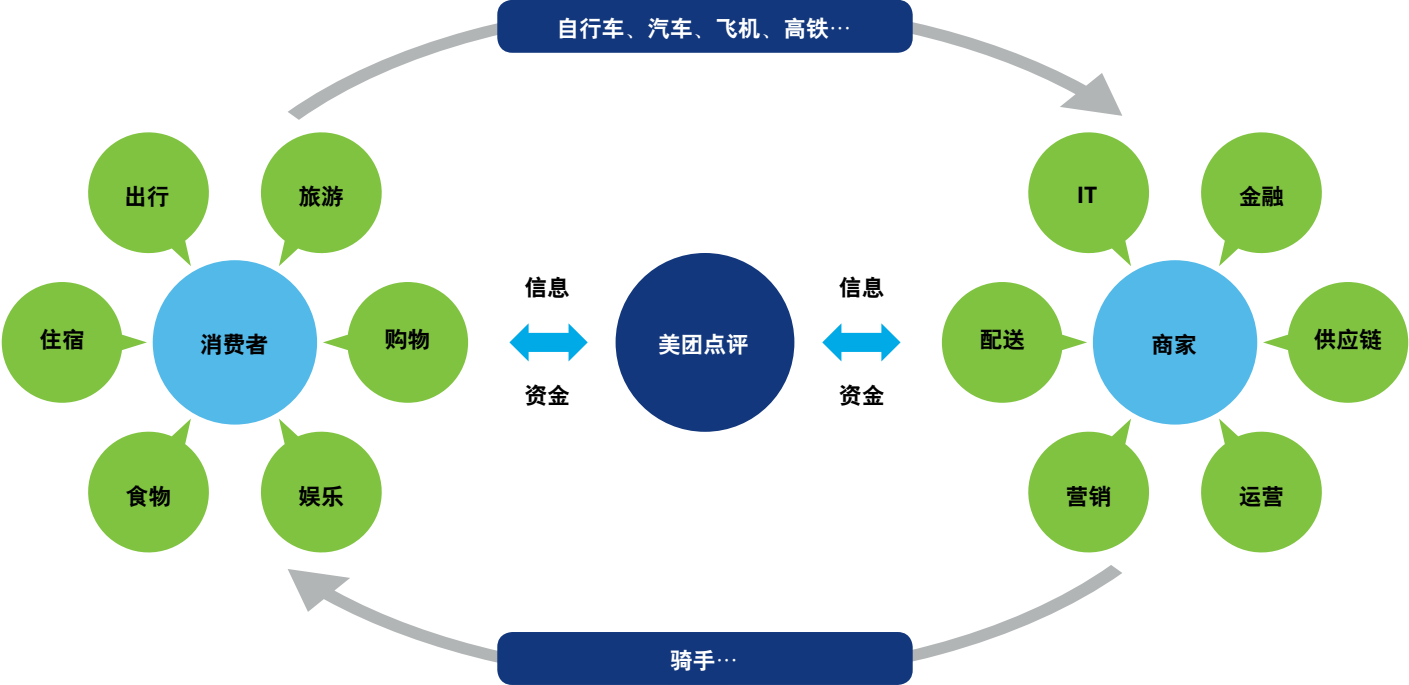 自行车、汽车、飞机、高铁…
出行
旅游
住宿
消费者
购物
食物
娱乐
信息
资金
美团点评
信息
资金
IT
金融
配送
商家
供应链
营销
运营
骑手…